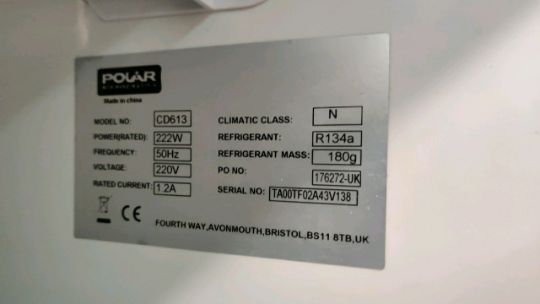 POLAR
Made in china
MODEL NO: CD613
POWER(RATED): 222W
FREQUENCY: 50Hz
VOLTAGE: 220V
RATED CURRENT: 1.2A
CLIMATIC CLASS: N
REFRIGERANT: R134a
REFRIGERANT MASS: 180g
PO NO: 176272-UK
SERIAL NO: TA00TF02A43V138
CE
FOURTH WAY,AVONMOUTH,BRISTOL,BS11 8TB,UK